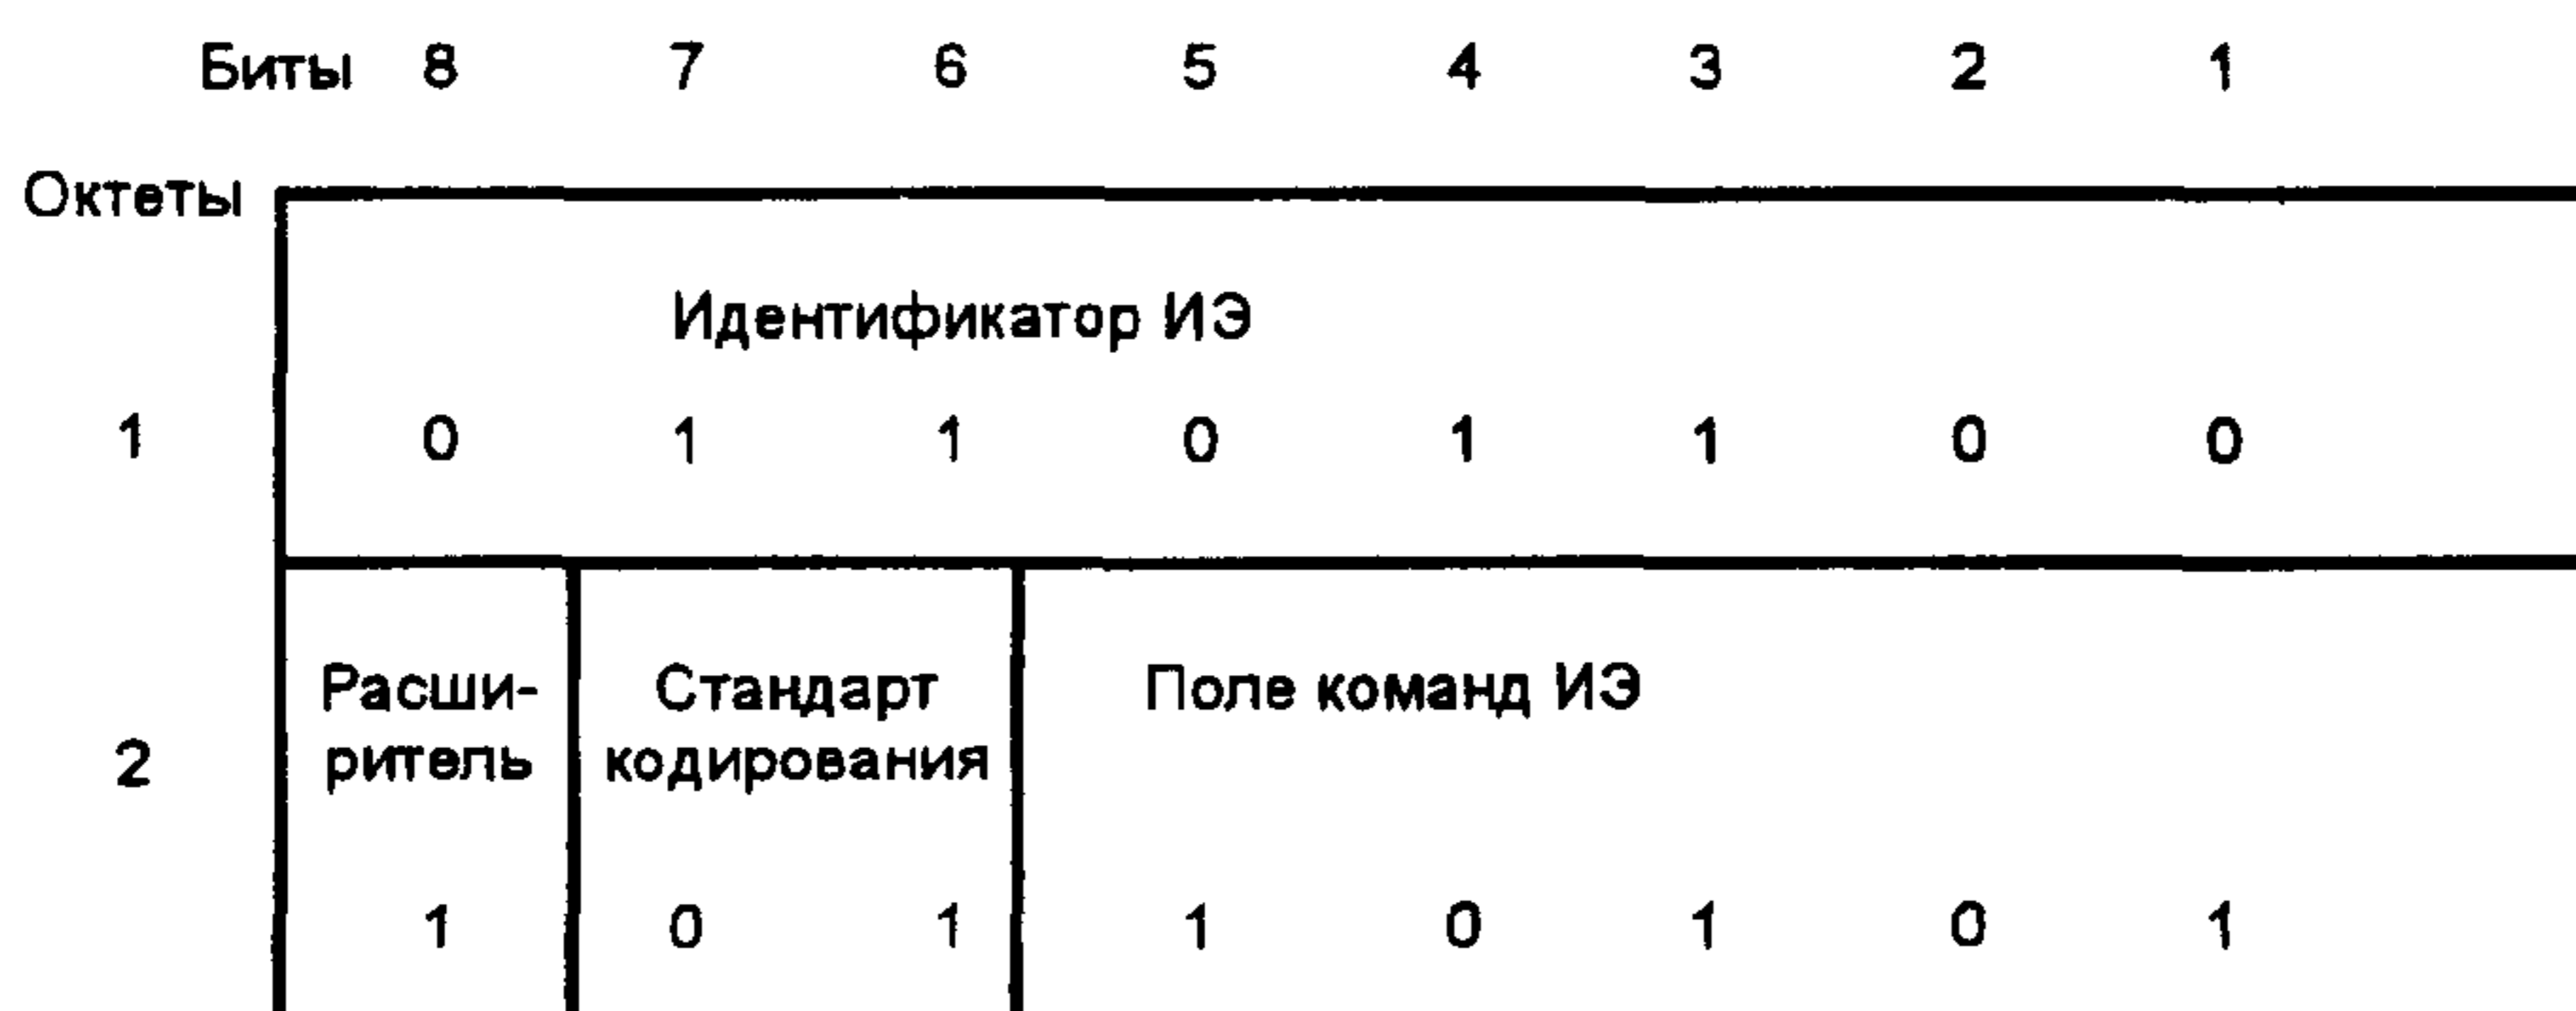 Биты 8 7 6 5 4 3 2 1
Октеты
Идентификатор ИЭ
1 0 1 1 0 1 1 0 0
Расши- Стандарт Поле команд ИЭ
2 ритель кодирования
1 0 1 1 0 1 0 1